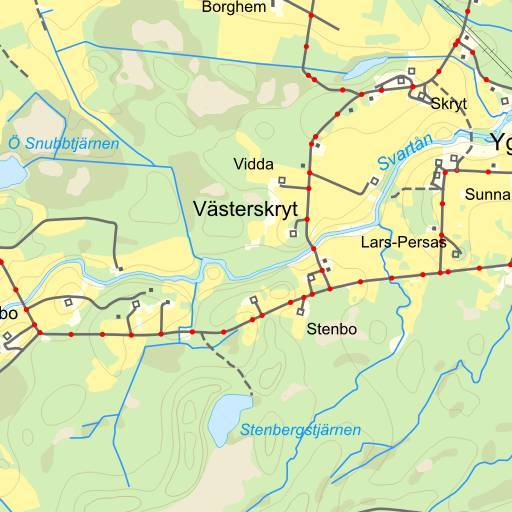 Borghem
Skryt
Ö Snubbtjärnen
Svartån
Yg
Vidda
Sunna
Västerskryt
Lars-Persas
bo
Stenbo
Stenbergstjärnen